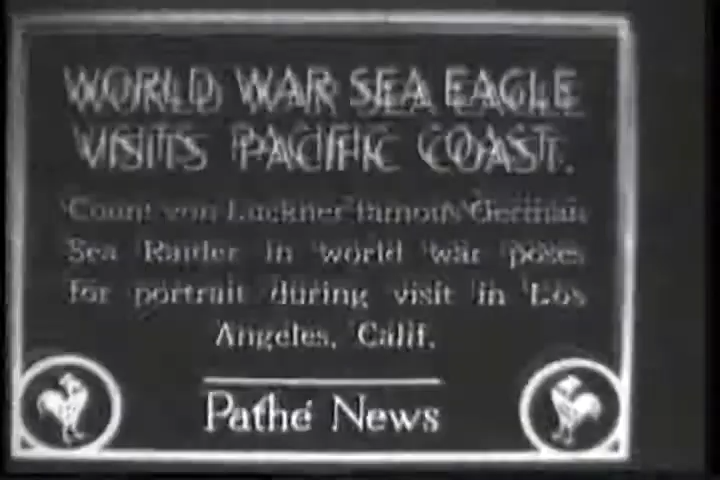 WORLD WAR SEA EAGLE
VISITS PACIFIC COAST.
Count von Luckner famous German
Sea Raider in world war poses
for portrait during visit in Los
Angeles, Calif.
Pathé News